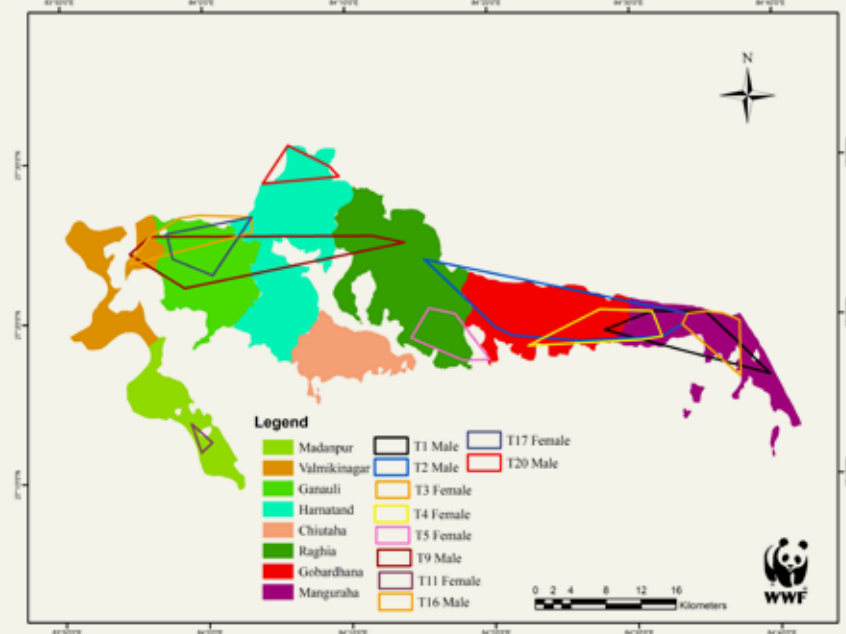 N
Legend
Madanpur
Valmikinagar
Ganauli
Harnatand
Chiutaha
Raghia
Gobardhana
Manguraha
T1 Male
T2 Male
T3 Female
T4 Female
T5 Female
T9 Male
T11 Female
T16 Male
T17 Female
T20 Male
0 2 4 8 12 16
Kilometers
WWF